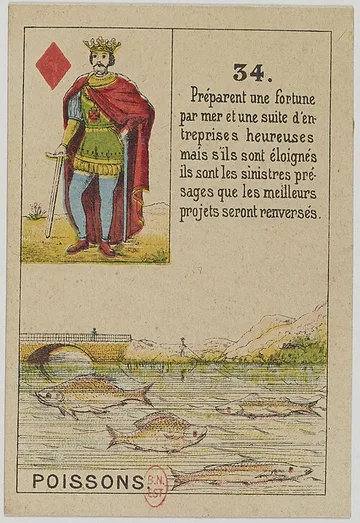 34.
Préparent une fortune
par mer et une suite d'en-
treprises heureuses
mais s'ils sont éloignés
ils sont les sinistres pré-
sages que les meilleurs
projets seront renversés.
POISSONS
B.N.
EST.